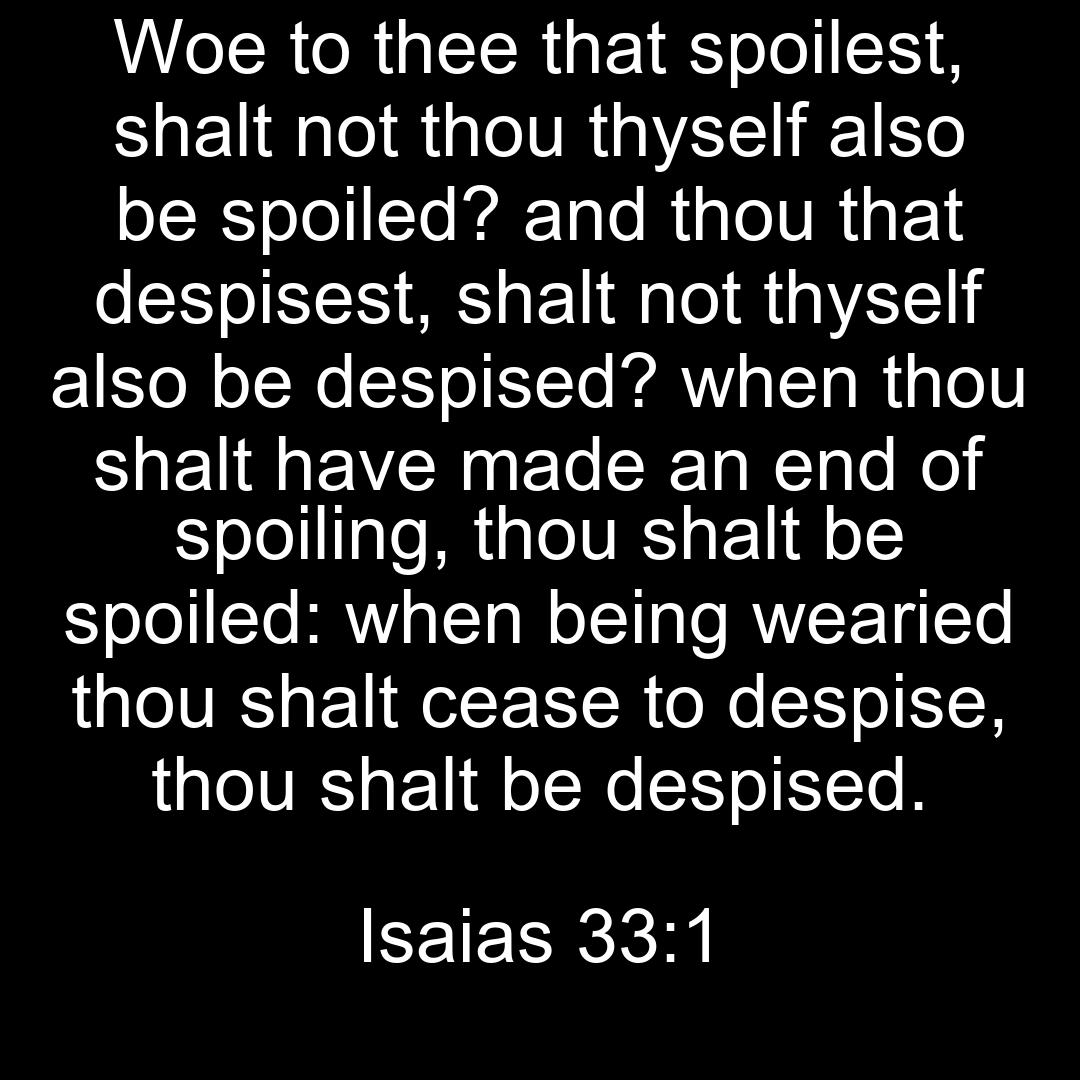 Woe to thee that spoilest,
shalt not thou thyself also
be spoiled? and thou that
despisest, shalt not thyself
also be despised? when thou
shalt have made an end of
spoiling, thou shalt be
spoiled: when being wearied
thou shalt cease to despise,
thou shalt be despised.
Isaias 33:1